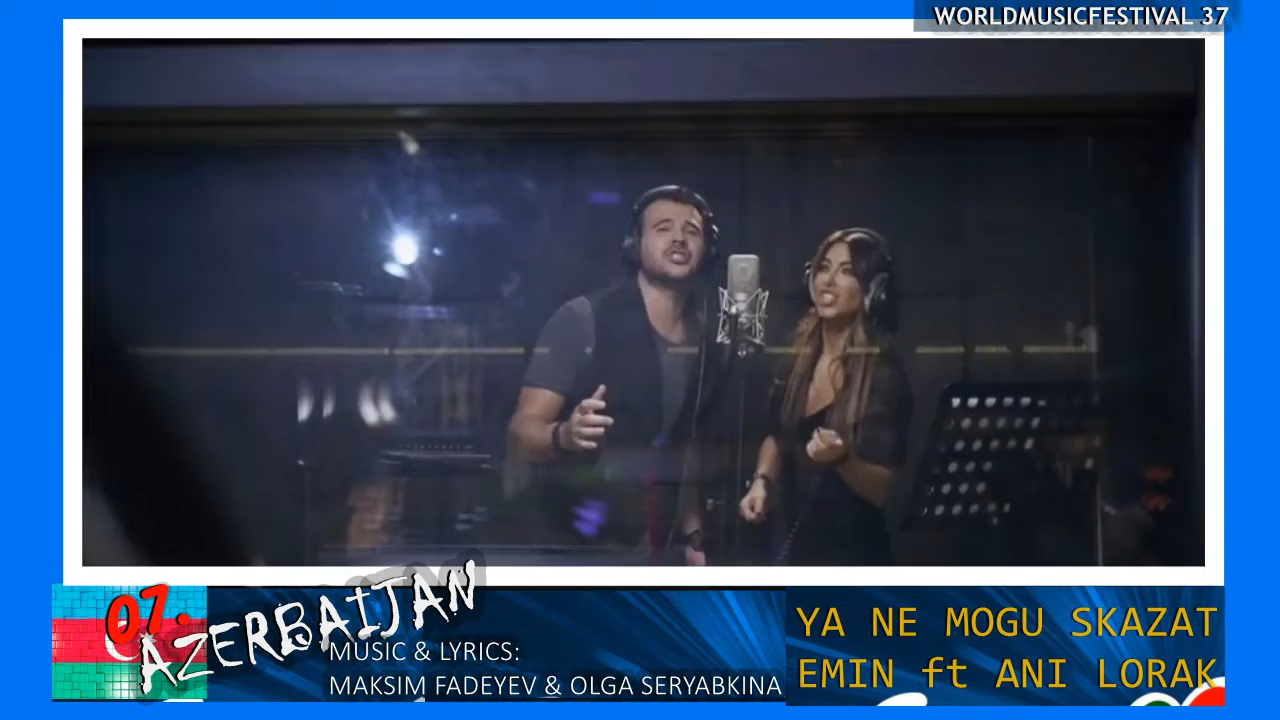 WORLDMUSICFESTIVAL 37
07.
AZERBAIJAN
MUSIC & LYRICS:
MAKSIM FADEYEV & OLGA SERYABKINA
YA NE MOGU SKAZAT
EMIN ft ANI LORAK